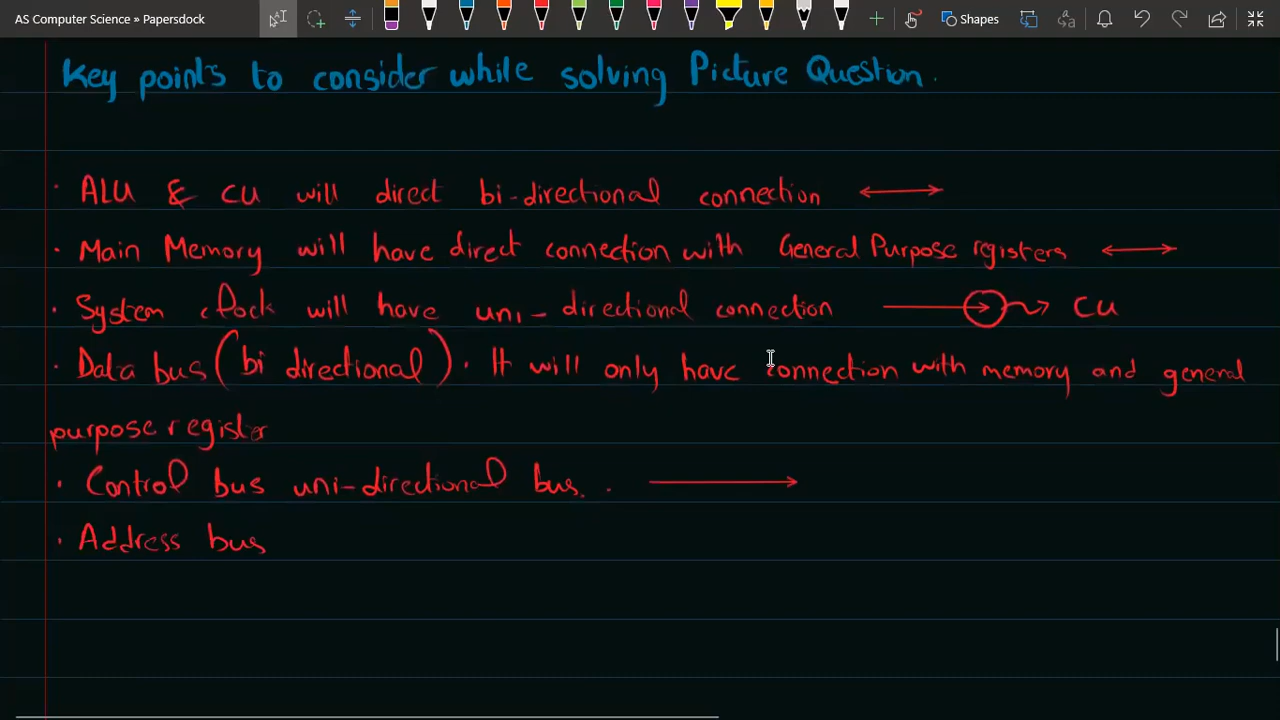 AS Computer Science » Papersdock
Shapes
Key points to consider while solving Picture Question.
· ALU & CU will direct bi-directional connection ↔
· Main Memory will have direct connection with General Purpose registers ↔
· System clock will have uni-directional connection → CU
· Data bus (bi directional). It will only have connection with memory and general
purpose register
· Control bus uni-directional bus. →
· Address bus